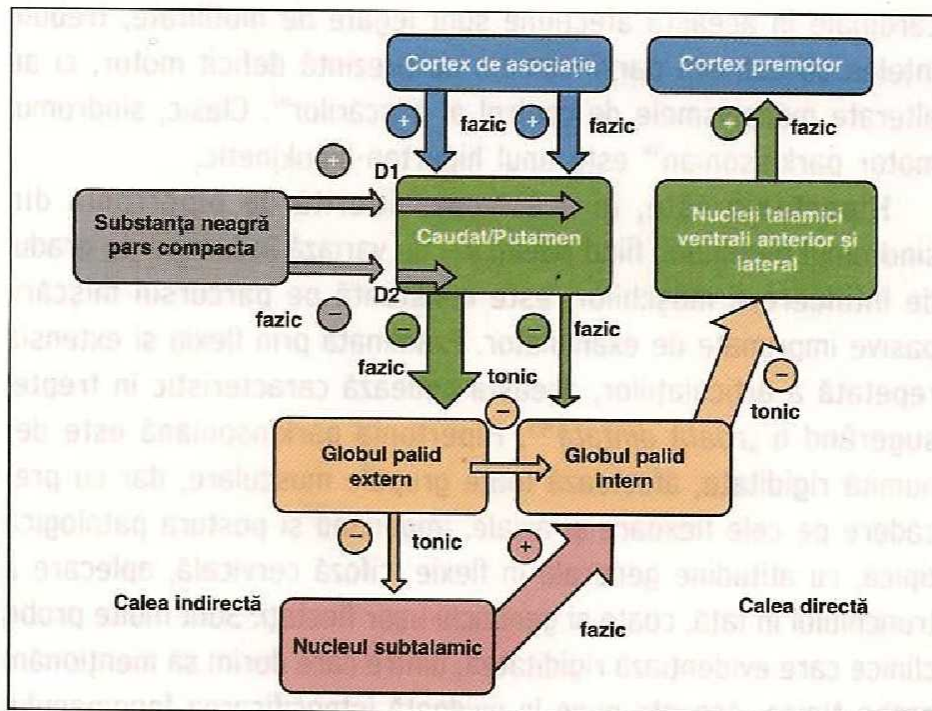 Cortex de asociație
Cortex premotor
+
fazic
+
fazic
+
fazic
+
D1
Substanța neagră
pars compacta
Caudat/Putamen
Nucleii talamici
ventrali anterior și
lateral
D2
fazic
−
−
−
fazic
tonic
−
−
tonic
Globul palid
extern
Globul palid
intern
−
tonic
+
Calea indirectă
Calea directă
fazic
Nucleul subtalamic